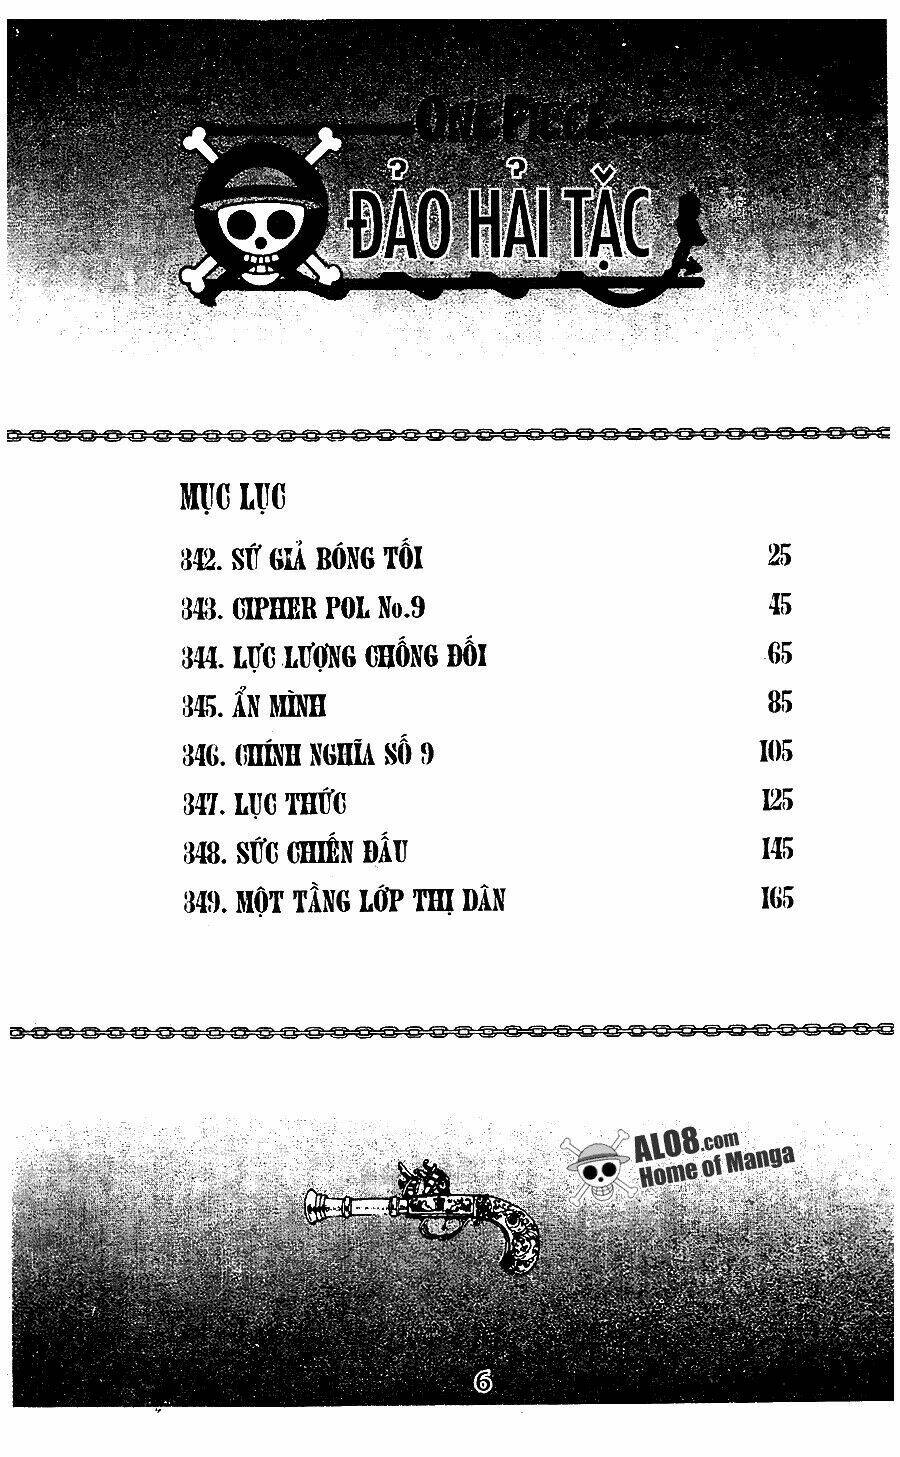 ONE PIECE
ĐẢO HẢI TẶC
MỤC LỤC
342. SỨ GIẢ BÓNG TỐI 25
343. CIPHER POL No.9 45
344. LỰC LƯỢNG CHỐNG ĐỐI 65
345. ẨN MÌNH 85
346. CHÍNH NGHĨA SỐ 9 105
347. LỤC THỨC 125
348. SỨC CHIẾN ĐẤU 145
349. MỘT TẦNG LỚP THỊ DÂN 165
ALO8.com
Home of Manga
6